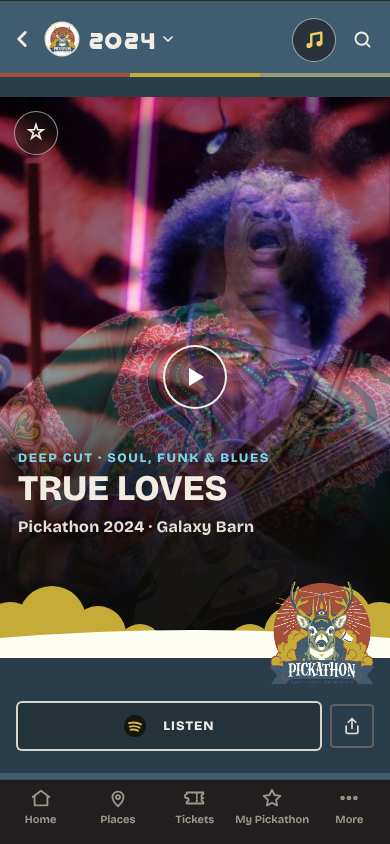 2024
DEEP CUT · SOUL, FUNK & BLUES
TRUE LOVES
Pickathon 2024 · Galaxy Barn
PICKATHON
LISTEN
Home Places Tickets My Pickathon More